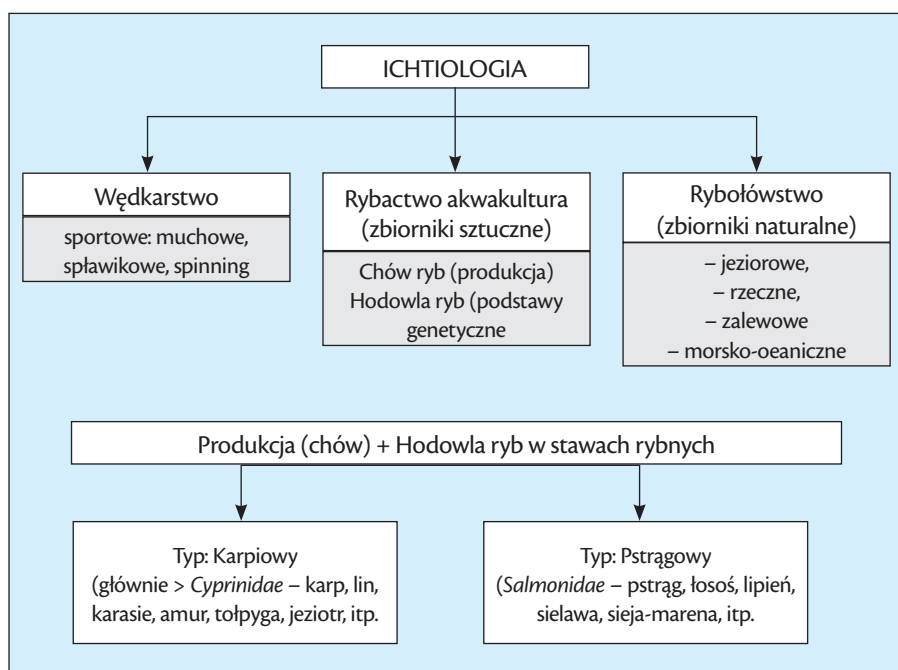 ICHTIOLOGIA
Wędkarstwo
sportowe: muchowe,
spławikowe, spinning
Rybactwo akwakultura
(zbiorniki sztuczne)
Chów ryb (produkcja)
Hodowla ryb (podstawy
genetyczne
Rybołówstwo
(zbiorniki naturalne)
– jeziorowe,
– rzeczne,
– zalewowe
– morsko-oeaniczne
Produkcja (chów) + Hodowla ryb w stawach rybnych
Typ: Karpiowy
(głównie > Cyprinidae – karp, lin,
karasie, amur, tołpyga, jeziotr, itp.
Typ: Pstrągowy
(Salmonidae – pstrąg, łosoś, lipień,
sielawa, sieja-marena, itp.